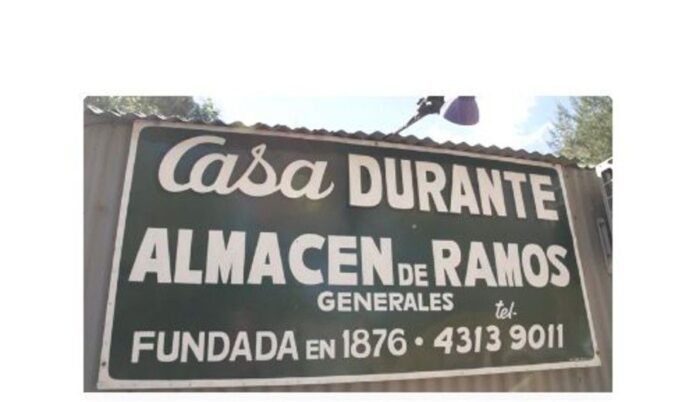 Casa DURANTE
ALMACEN DE RAMOS
GENERALES
tel-
FUNDADA EN 1876 • 4313 9011